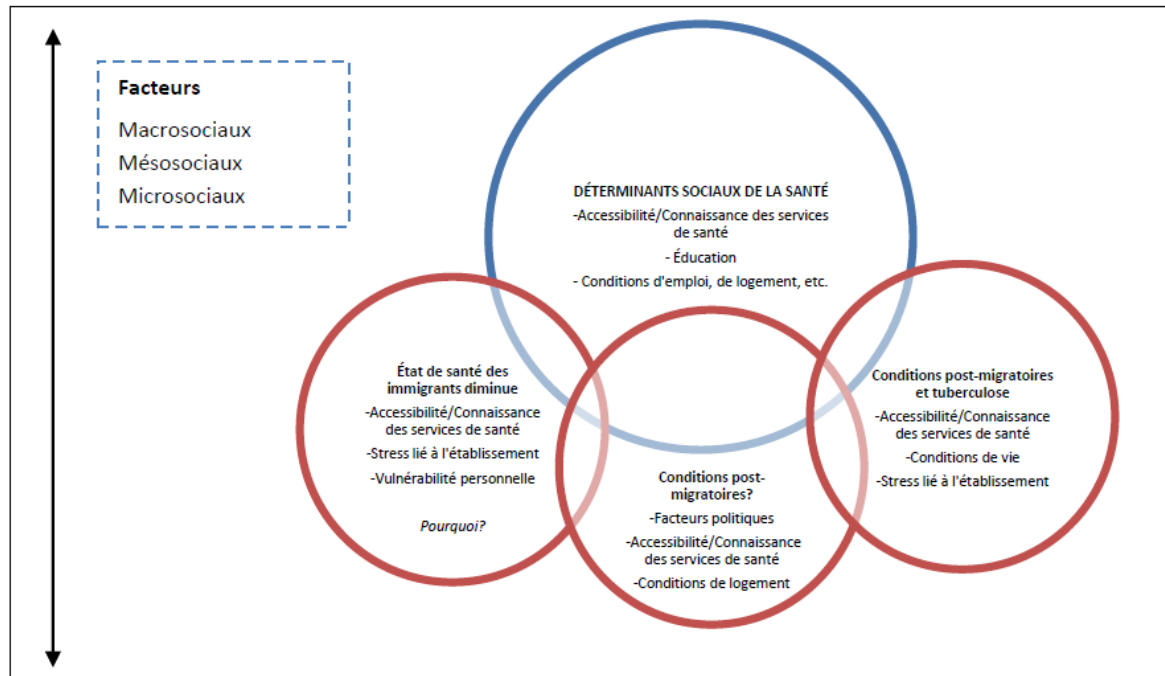 Facteurs
Macrosociaux
Mésosociaux
Microsociaux
DÉTERMINANTS SOCIAUX DE LA SANTÉ
-Accessibilité/Connaissance des services
de santé
- Éducation
- Conditions d'emploi, de logement, etc.
État de santé des
immigrants diminue
-Accessibilité/Connaissance
des services de santé
-Stress lié à l'établissement
-Vulnérabilité personnelle
Pourquoi?
Conditions post-
migratoires?
-Facteurs politiques
-Accessibilité/Connaissance
des services de santé
-Conditions de logement
Conditions post-migratoires
et tuberculose
-Accessibilité/Connaissance
des services de santé
-Conditions de vie
-Stress lié à l'établissement